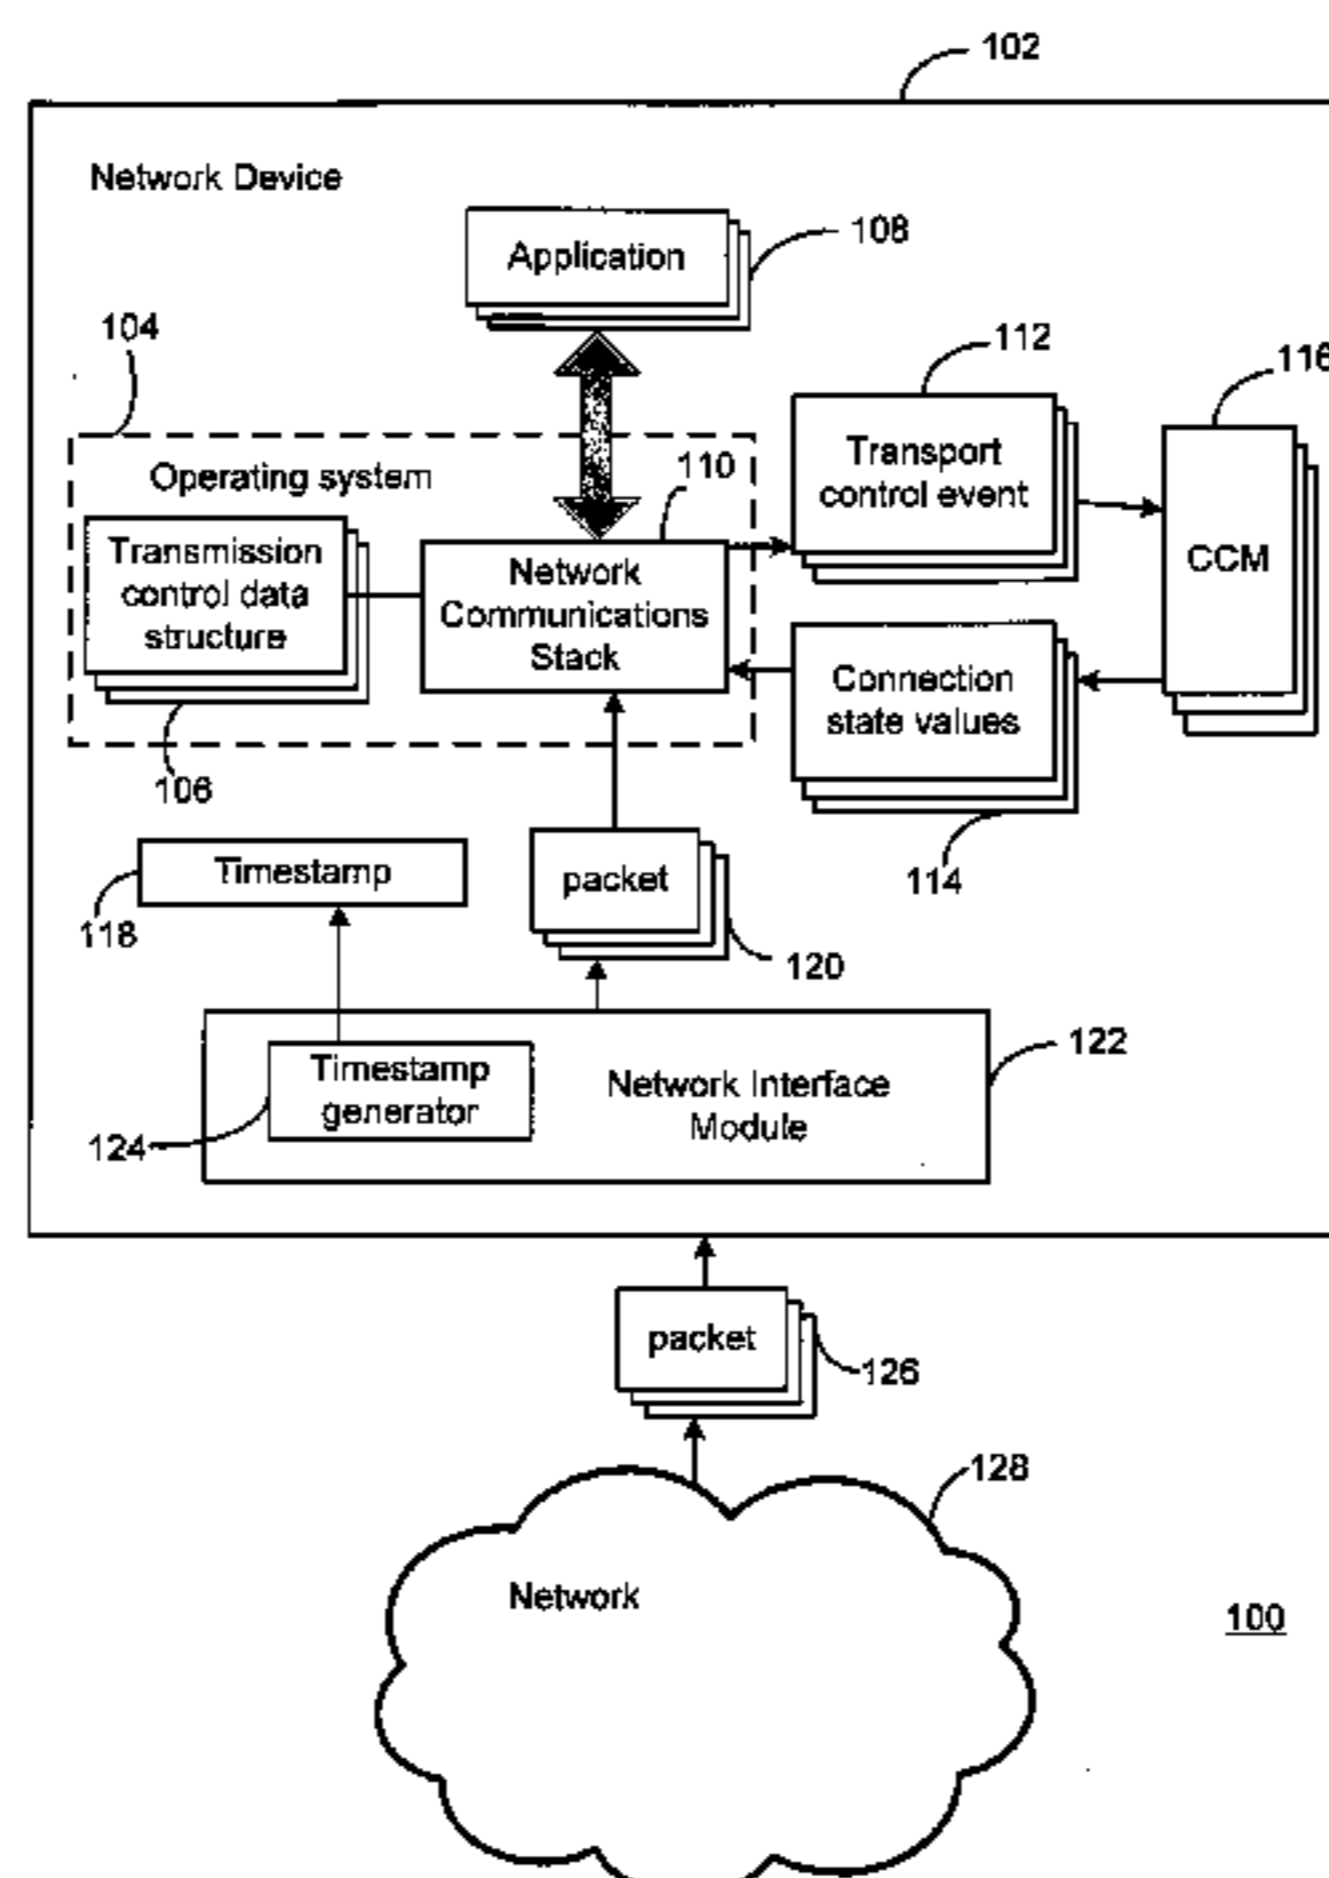 102
Network Device
Application
108
104
112
116
Operating system
110
Transport
control event
Transmission
control data
structure
Network
Communications
Stack
CCM
Connection
state values
106
Timestamp
118
packet
114
120
Timestamp
generator
124
Network Interface
Module
122
packet
126
128
Network
100